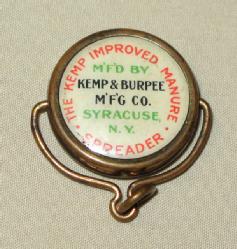 THE KEMP IMPROVED MANURE
M'F'D BY
KEMP & BURPEE
M'F'G CO.
SYRACUSE,
N.Y.
· SPREADER ·